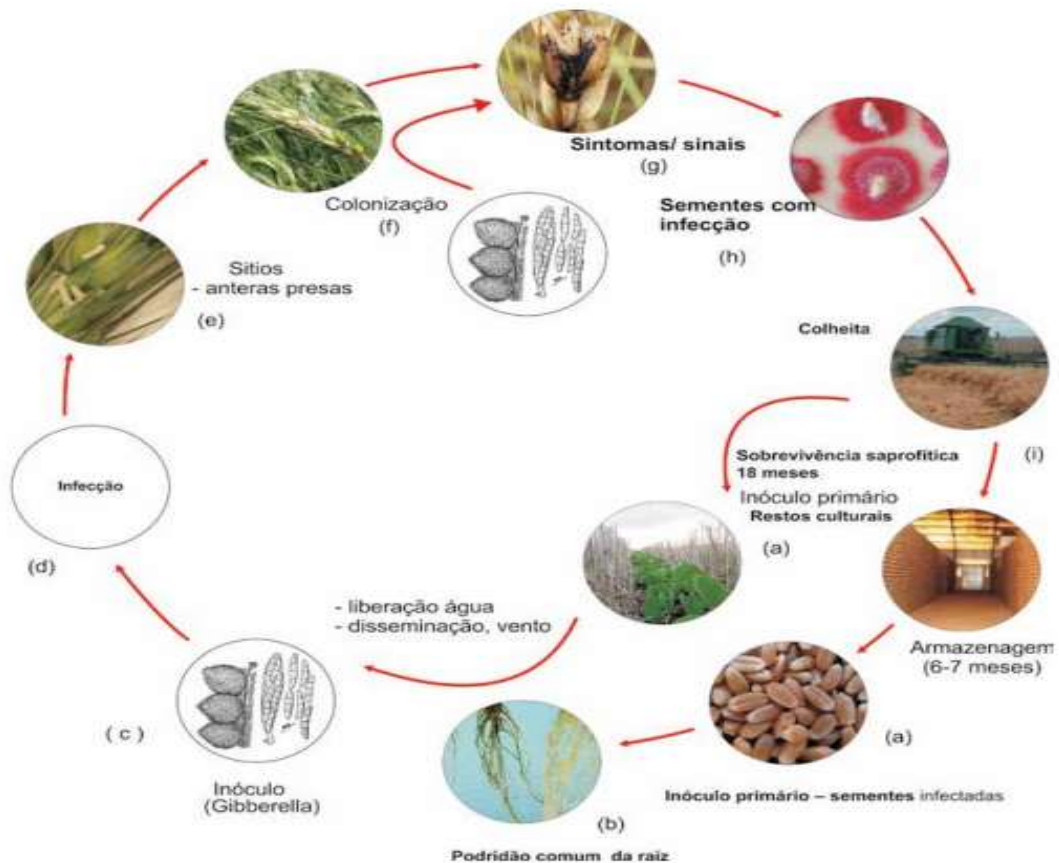 Sintomas/ sinais
(g)
Colonização
(f)
Sementes com
infecção
(h)
Sitios
- anteras presas
(e)
Colheita
(i)
Sobrevivência saprofítica
18 meses
Inóculo primário
Restos culturais
(a)
Infecção
(d)
- liberação água
- disseminação, vento
Armazenagem
(6-7 meses)
(a)
( c )
Inóculo
(Gibberella)
Inóculo primário – sementes infectadas
(b)
Podridão comum da raiz